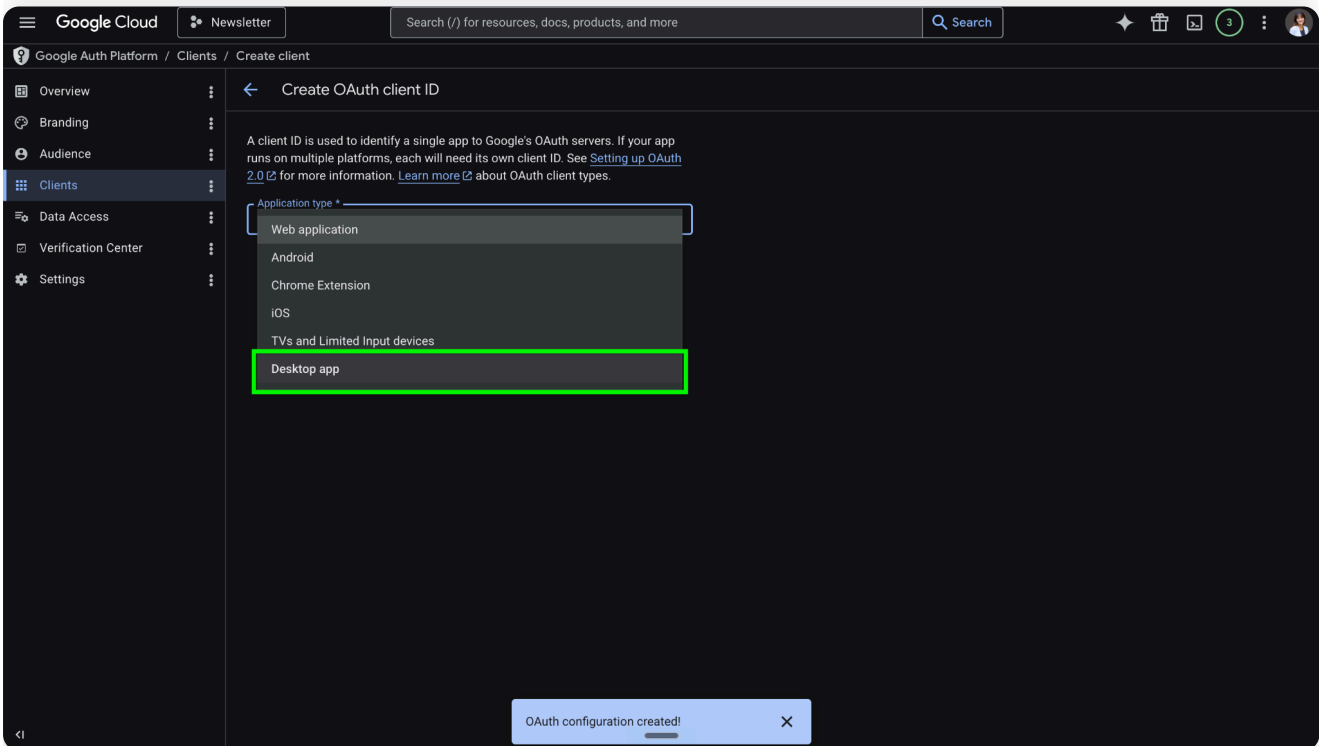 Google Cloud
Newsletter
Search (/) for resources, docs, products, and more
Search
3
Google Auth Platform / Clients / Create client
Overview
Branding
Audience
Clients
Data Access
Verification Center
Settings
Create OAuth client ID
A client ID is used to identify a single app to Google's OAuth servers. If your app
runs on multiple platforms, each will need its own client ID. See Setting up OAuth
2.0 for more information. Learn more about OAuth client types.
Application type *
Web application
Android
Chrome Extension
iOS
TVs and Limited Input devices
Desktop app
OAuth configuration created!